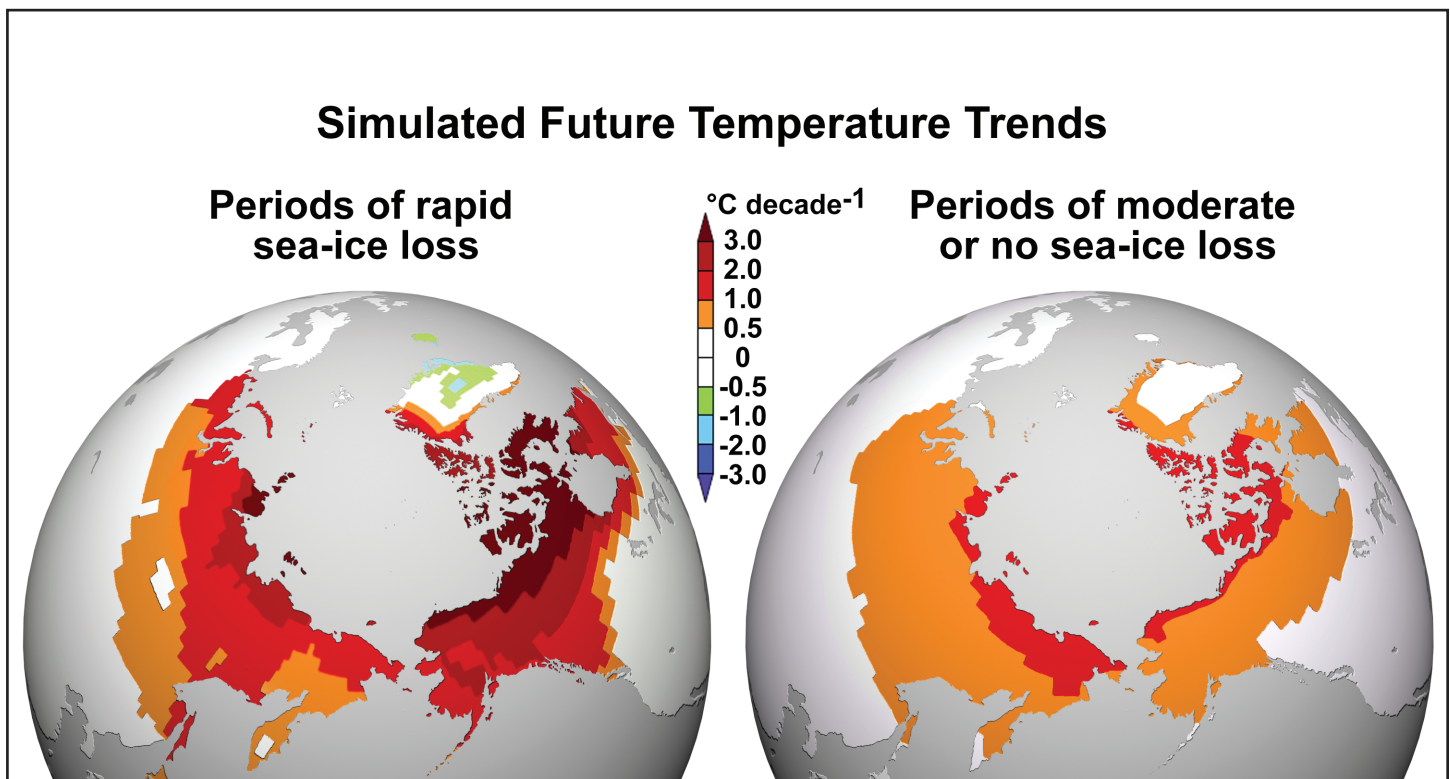 Simulated Future Temperature Trends
Periods of rapid
sea-ice loss
°C decade-1
3.0
2.0
1.0
0.5
0
-0.5
-1.0
-2.0
-3.0
Periods of moderate
or no sea-ice loss